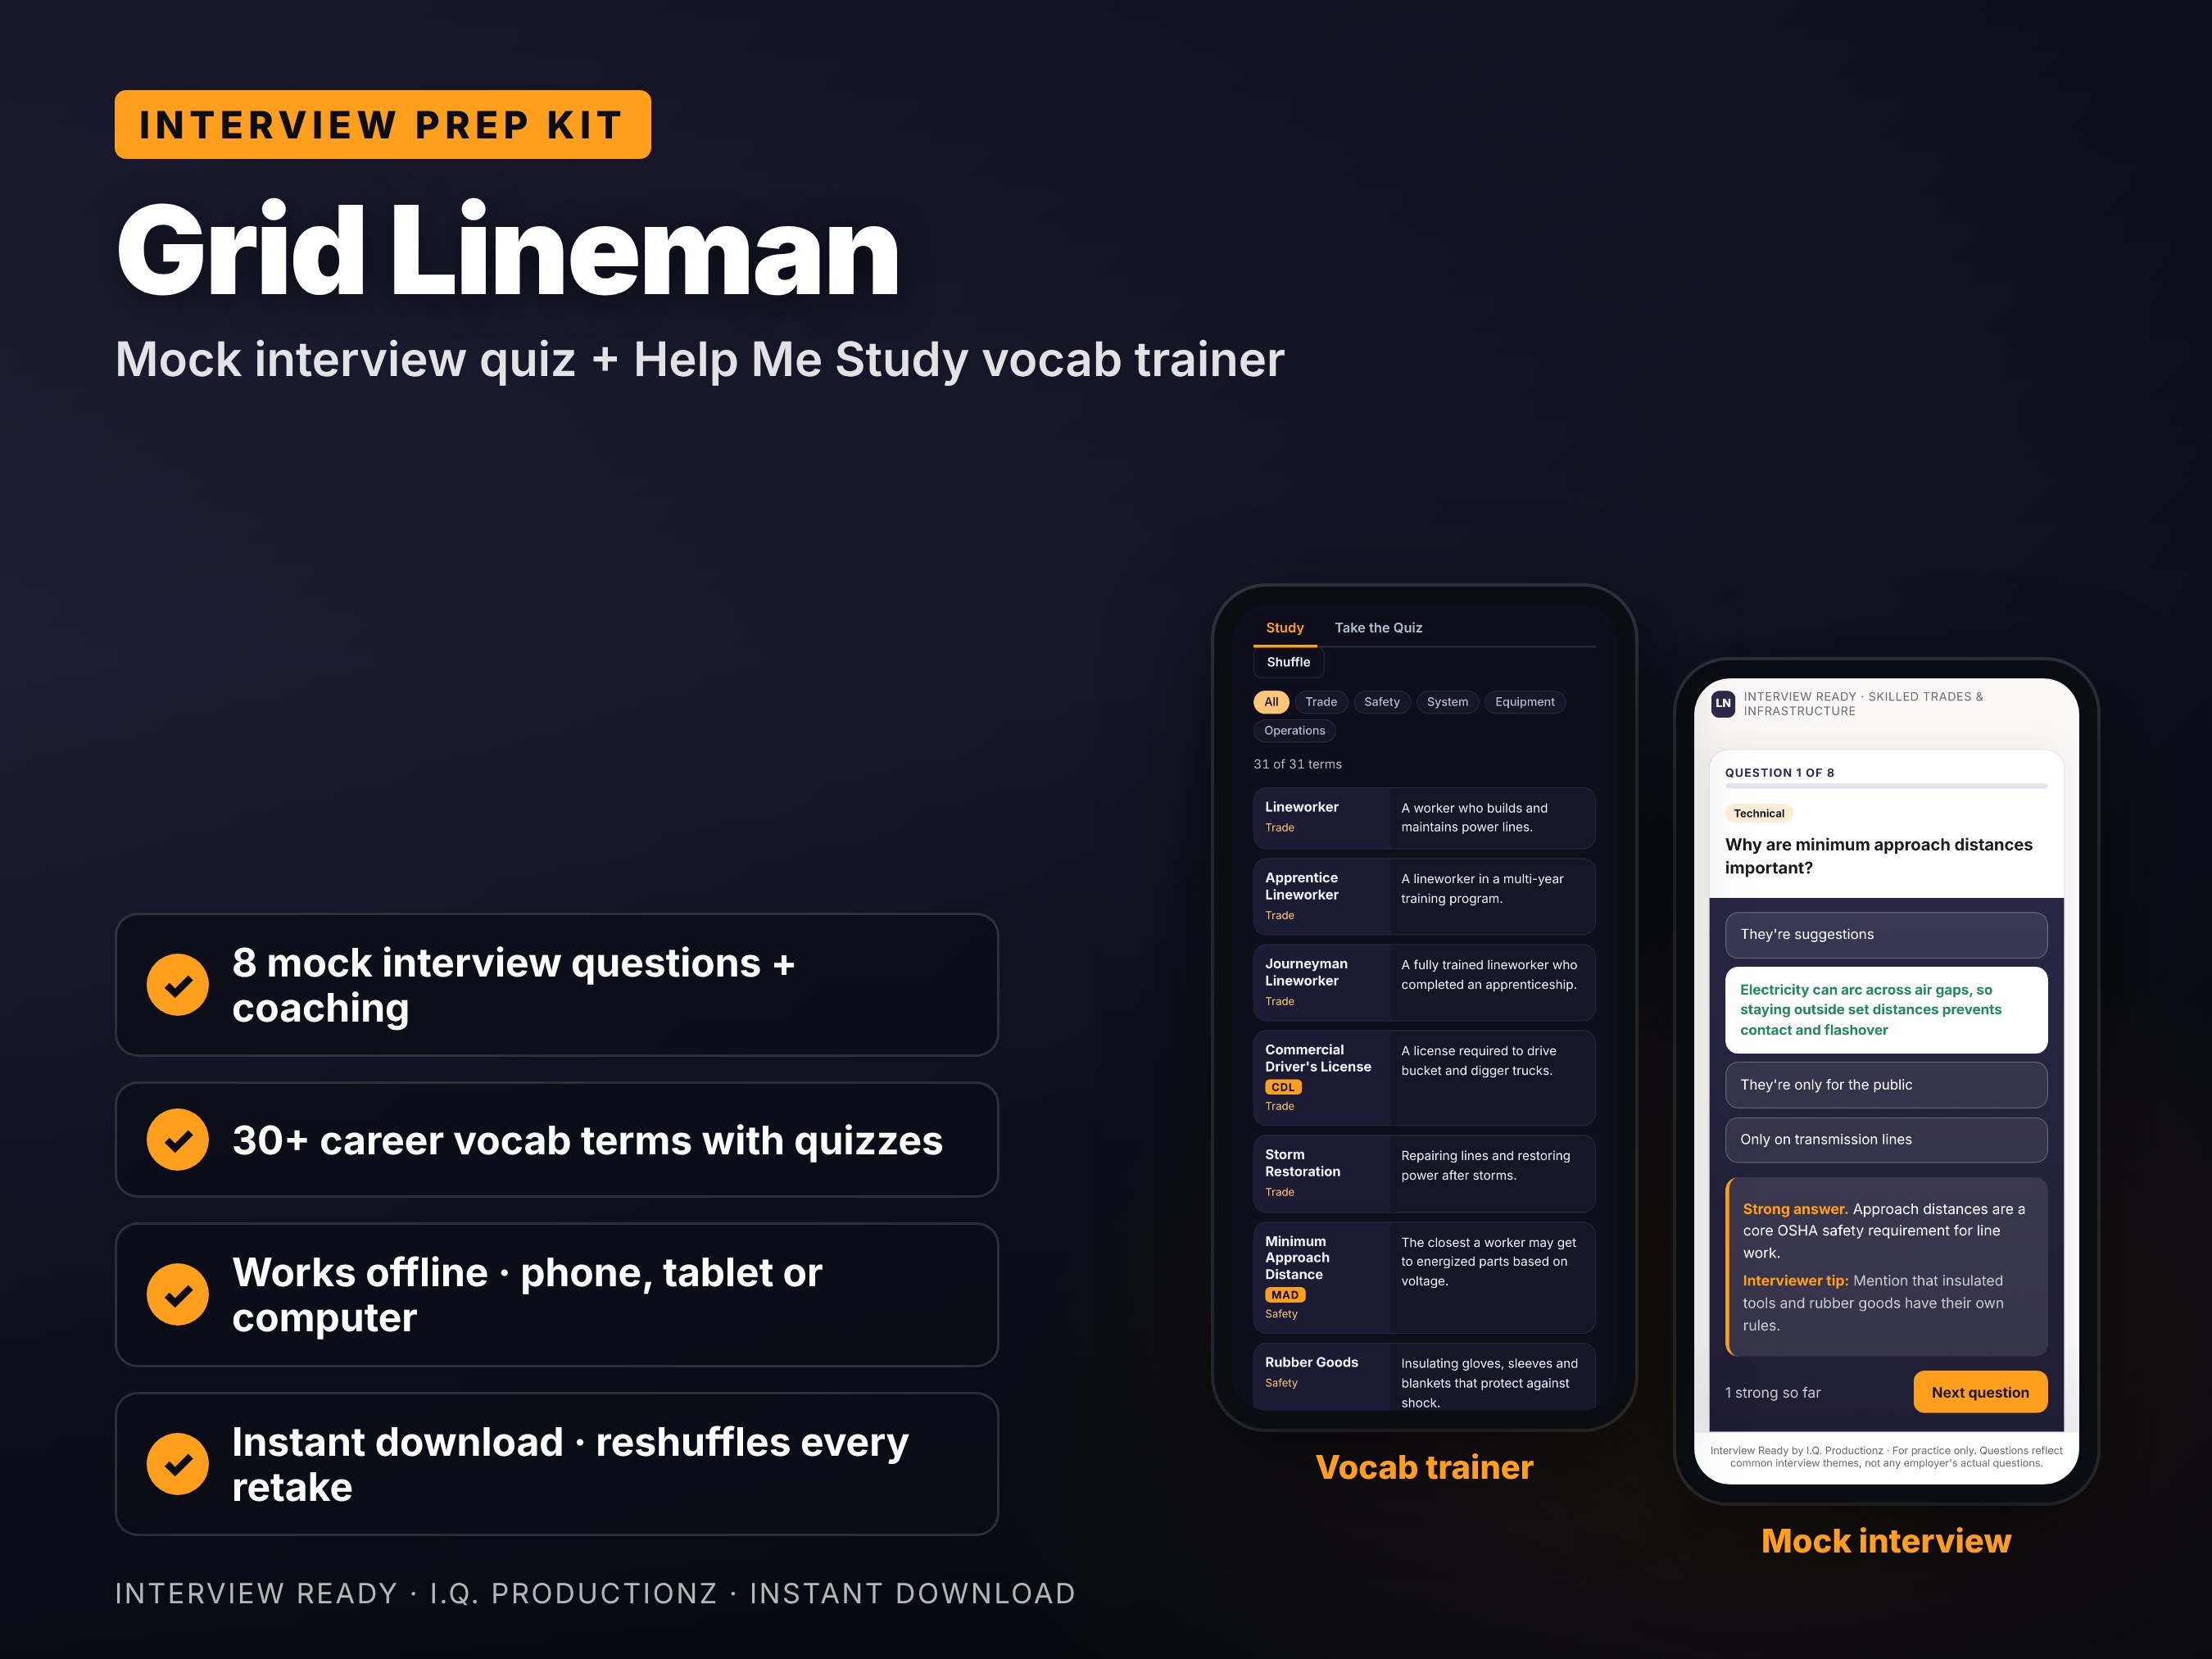 INTERVIEW PREP KIT
Grid Lineman
Mock interview quiz + Help Me Study vocab trainer
8 mock interview questions +
coaching
30+ career vocab terms with quizzes
Works offline · phone, tablet or
computer
Instant download · reshuffles every
retake
INTERVIEW READY · I.Q. PRODUCTIONZ · INSTANT DOWNLOAD
Study
Take the Quiz
Shuffle
All
Trade
Safety
System
Equipment
Operations
31 of 31 terms
Lineworker
Trade
A worker who builds and
maintains power lines.
Apprentice
Lineworker
Trade
A lineworker in a multi-year
training program.
Journeyman
Lineworker
Trade
A fully trained lineworker who
completed an apprenticeship.
Commercial
Driver's License
CDL
Trade
A license required to drive
bucket and digger trucks.
Storm
Restoration
Trade
Repairing lines and restoring
power after storms.
Minimum
Approach
Distance
MAD
Safety
The closest a worker may get
to energized parts based on
voltage.
Rubber Goods
Safety
Insulating gloves, sleeves and
blankets that protect against
shock.
Vocab trainer
LN
INTERVIEW READY · SKILLED TRADES &
INFRASTRUCTURE
QUESTION 1 OF 8
Technical
Why are minimum approach distances
important?
They're suggestions
Electricity can arc across air gaps, so
staying outside set distances prevents
contact and flashover
They're only for the public
Only on transmission lines
Strong answer. Approach distances are a
core OSHA safety requirement for line
work.
Interviewer tip: Mention that insulated
tools and rubber goods have their own
rules.
1 strong so far
Next question
Interview Ready by I.Q. Productionz · For practice only. Questions reflect
common interview themes, not any employer's actual questions.
Mock interview